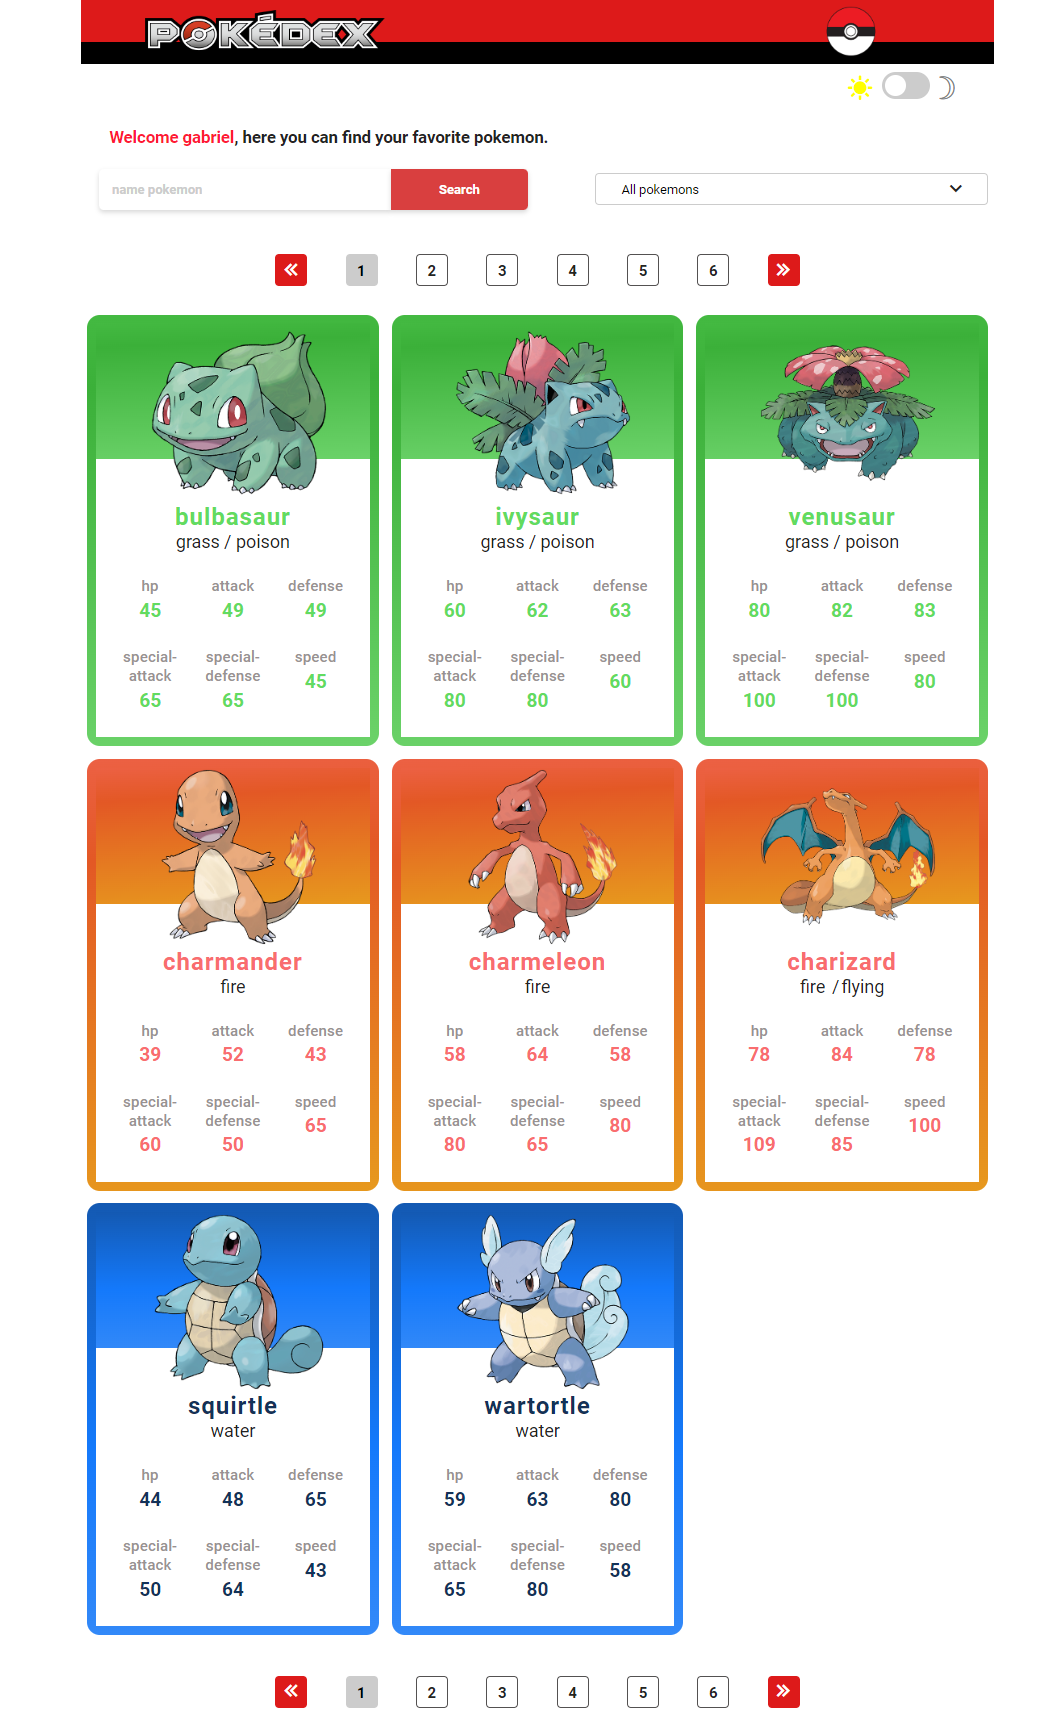 POKÉDEX
Welcome gabriel, here you can find your favorite pokemon.
name pokemon
Search
All pokemons
1 2 3 4 5 6
bulbasaur
grass / poison
hp attack defense
45 49 49
special-attack special-defense speed
65 65 45
ivysaur
grass / poison
hp attack defense
60 62 63
special-attack special-defense speed
80 80 60
venusaur
grass / poison
hp attack defense
80 82 83
special-attack special-defense speed
100 100 80
charmander
fire
hp attack defense
39 52 43
special-attack special-defense speed
60 50 65
charmeleon
fire
hp attack defense
58 64 58
special-attack special-defense speed
80 65 80
charizard
fire / flying
hp attack defense
78 84 78
special-attack special-defense speed
109 85 100
squirtle
water
hp attack defense
44 48 65
special-attack special-defense speed
50 64 43
wartortle
water
hp attack defense
59 63 80
special-attack special-defense speed
65 80 58
1 2 3 4 5 6